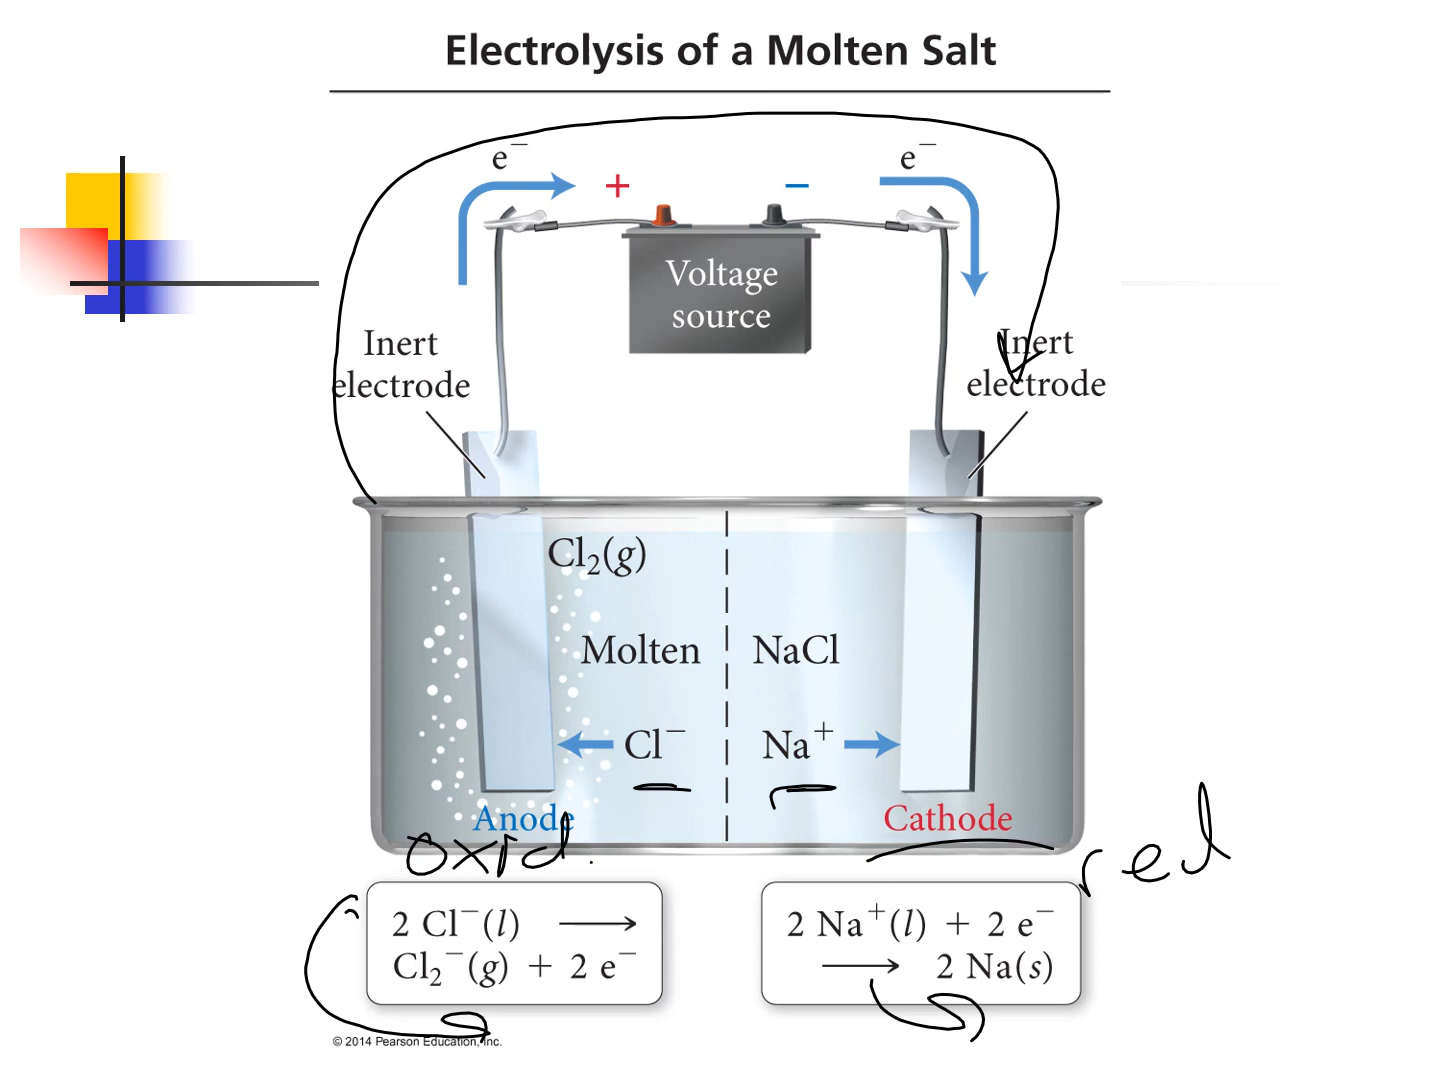 Electrolysis of a Molten Salt
e⁻
+
−
e⁻
Voltage
source
Inert
electrode
Inert
electrode
Cl₂(g)
Molten
NaCl
Cl⁻
Na⁺
Anode
Cathode
oxid.
red
2 Cl⁻(l) ⟶
Cl₂⁻(g) + 2 e⁻
2 Na⁺(l) + 2 e⁻
⟶ 2 Na(s)
© 2014 Pearson Education, Inc.